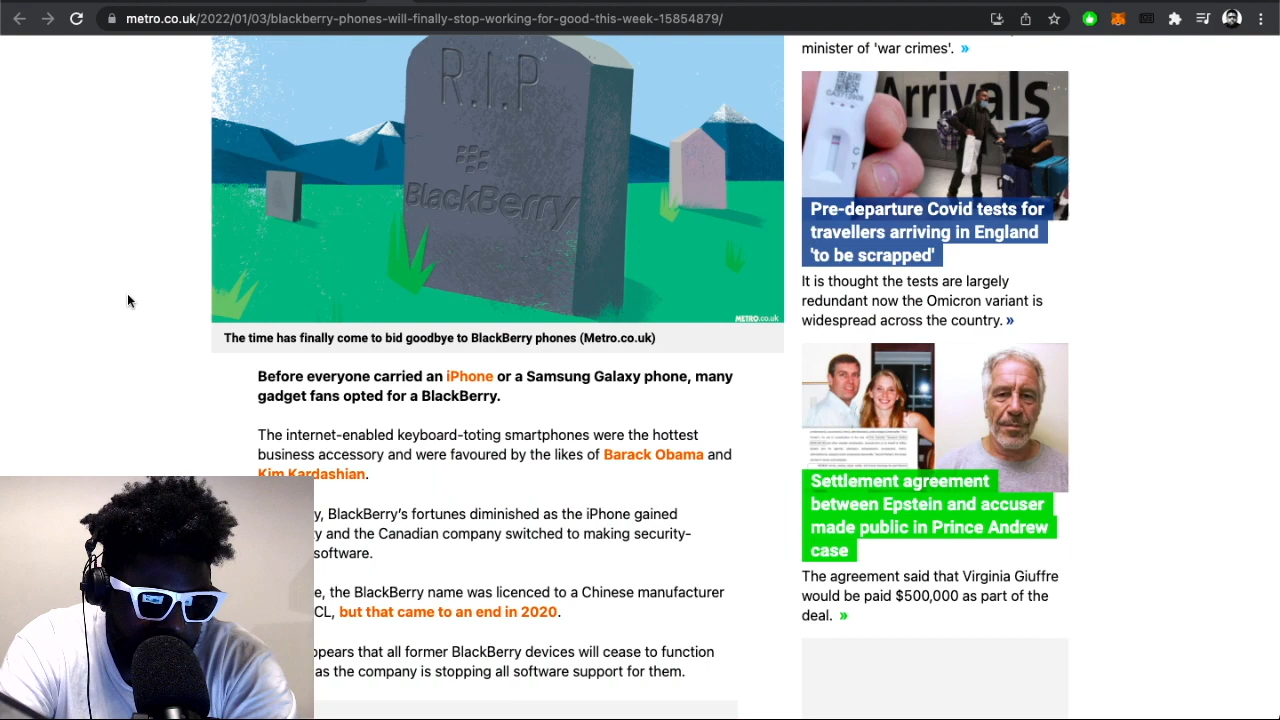 metro.co.uk/2022/01/03/blackberry-phones-will-finally-stop-working-for-good-this-week-15854879/
R.I.P
BlackBerry
METRO.co.uk
The time has finally come to bid goodbye to BlackBerry phones (Metro.co.uk)
Before everyone carried an iPhone or a Samsung Galaxy phone, many
gadget fans opted for a BlackBerry.
The internet-enabled keyboard-toting smartphones were the hottest
business accessory and were favoured by the likes of Barack Obama and
Kim Kardashian.
y, BlackBerry's fortunes diminished as the iPhone gained
y and the Canadian company switched to making security-
software.
e, the BlackBerry name was licenced to a Chinese manufacturer
CL, but that came to an end in 2020.
ppears that all former BlackBerry devices will cease to function
as the company is stopping all software support for them.
minister of 'war crimes'. »
Arrivals
C
T
Pre-departure Covid tests for
travellers arriving in England
'to be scrapped'
It is thought the tests are largely
redundant now the Omicron variant is
widespread across the country. »
Settlement agreement
between Epstein and accuser
made public in Prince Andrew
case
The agreement said that Virginia Giuffre
would be paid $500,000 as part of the
deal. »